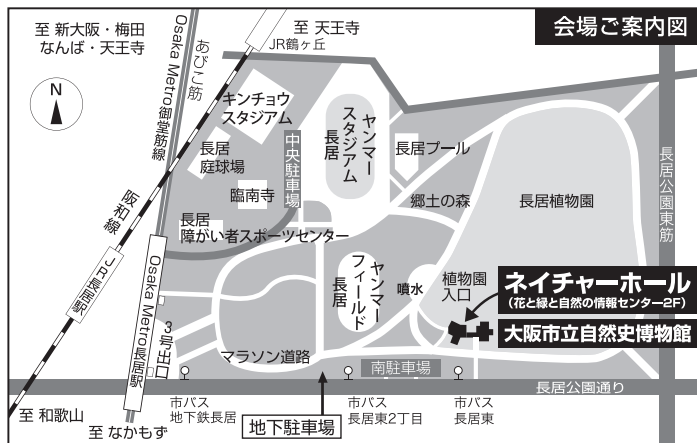 会場ご案内図
至 新大阪・梅田
なんば・天王寺
至 天王寺
JR鶴ヶ丘
N
Osaka Metro御堂筋線
あびこ筋
阪和線
JR長居駅
Osaka Metro長居駅
3号出口
キンチョウ
スタジアム
長居
庭球場
臨南寺
中央駐車場
長居
障がい者スポーツセンター
ヤンマー
スタジアム
長居
長居プール
郷土の森
長居植物園
長居公園東筋
ヤンマー
フィールド
長居
噴水
植物園
入口
ネイチャーホール
(花と緑と自然の情報センター2F)
大阪市立自然史博物館
マラソン道路
南駐車場
長居公園通り
市バス
地下鉄長居
地下駐車場
市バス
長居東2丁目
市バス
長居東
至 和歌山
至 なかもず